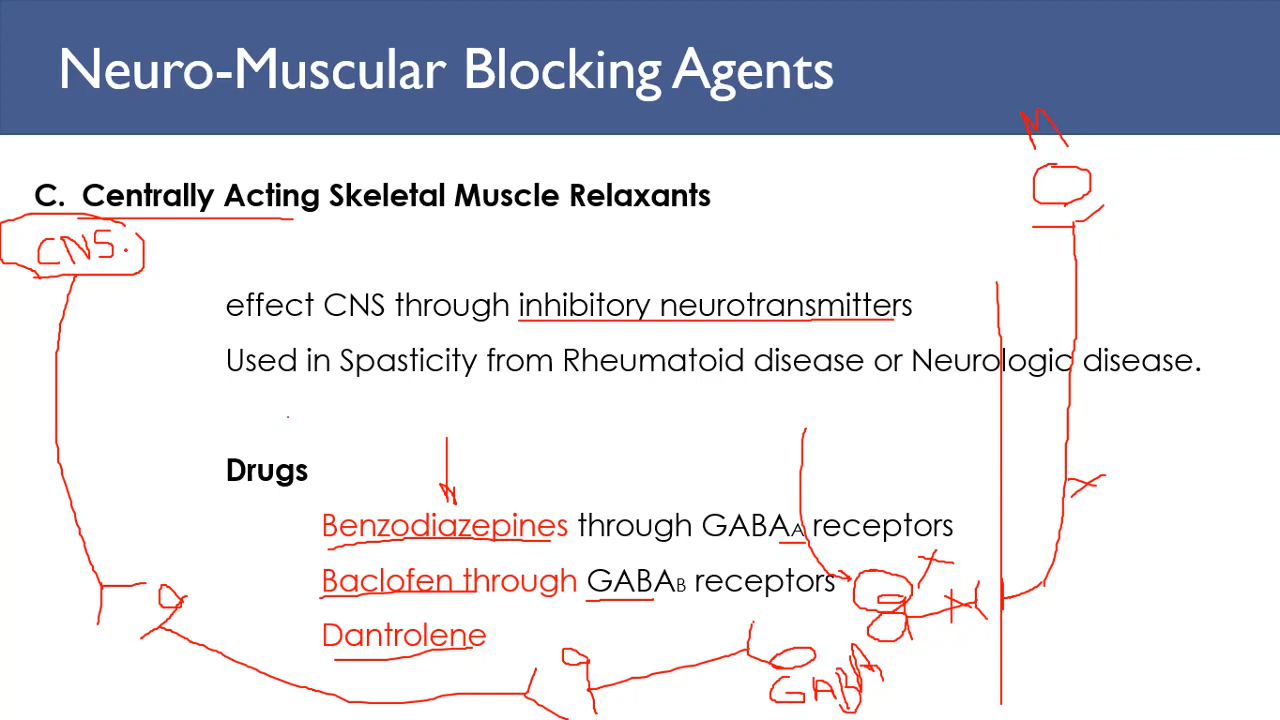 Neuro-Muscular Blocking Agents
M
C. Centrally Acting Skeletal Muscle Relaxants
CNS.
effect CNS through inhibitory neurotransmitters
Used in Spasticity from Rheumatoid disease or Neurologic disease.
Drugs
Benzodiazepines through GABAA receptors
Baclofen through GABAB receptors
Dantrolene
GABA